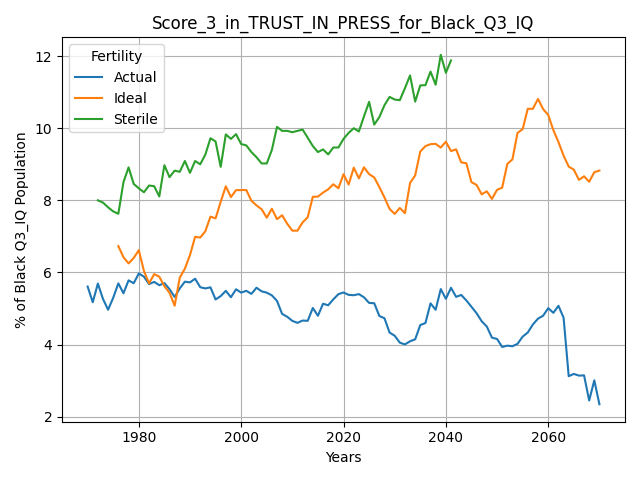 Score_3_in_TRUST_IN_PRESS_for_Black_Q3_IQ
Fertility
Actual
Ideal
Sterile
% of Black Q3_IQ Population
12
10
8
6
4
2
1980 2000 2020 2040 2060
Years